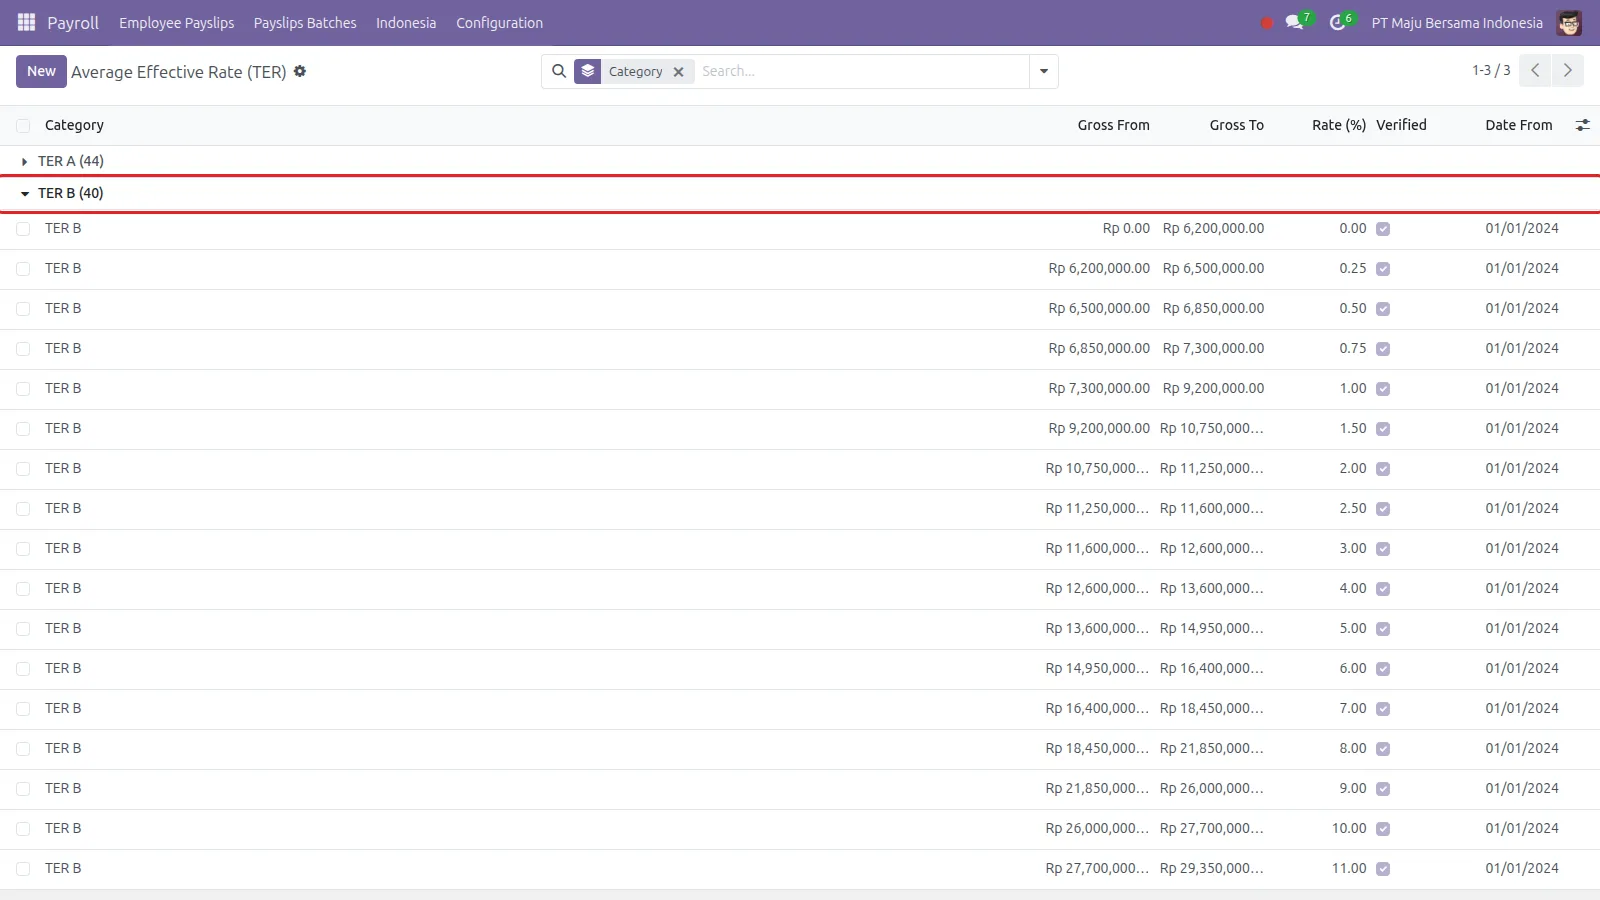 Payroll Employee Payslips Payslips Batches Indonesia Configuration 7 6 PT Maju Bersama Indonesia
New Average Effective Rate (TER) Category Search... 1-3 / 3
Category Gross From Gross To Rate (%) Verified Date From
TER A (44)
TER B (40)
TER B Rp 0.00 Rp 6,200,000.00 0.00 01/01/2024
TER B Rp 6,200,000.00 Rp 6,500,000.00 0.25 01/01/2024
TER B Rp 6,500,000.00 Rp 6,850,000.00 0.50 01/01/2024
TER B Rp 6,850,000.00 Rp 7,300,000.00 0.75 01/01/2024
TER B Rp 7,300,000.00 Rp 9,200,000.00 1.00 01/01/2024
TER B Rp 9,200,000.00 Rp 10,750,000... 1.50 01/01/2024
TER B Rp 10,750,000... Rp 11,250,000... 2.00 01/01/2024
TER B Rp 11,250,000... Rp 11,600,000... 2.50 01/01/2024
TER B Rp 11,600,000... Rp 12,600,000... 3.00 01/01/2024
TER B Rp 12,600,000... Rp 13,600,000... 4.00 01/01/2024
TER B Rp 13,600,000... Rp 14,950,000... 5.00 01/01/2024
TER B Rp 14,950,000... Rp 16,400,000... 6.00 01/01/2024
TER B Rp 16,400,000... Rp 18,450,000... 7.00 01/01/2024
TER B Rp 18,450,000... Rp 21,850,000... 8.00 01/01/2024
TER B Rp 21,850,000... Rp 26,000,000... 9.00 01/01/2024
TER B Rp 26,000,000... Rp 27,700,000... 10.00 01/01/2024
TER B Rp 27,700,000... Rp 29,350,000... 11.00 01/01/2024